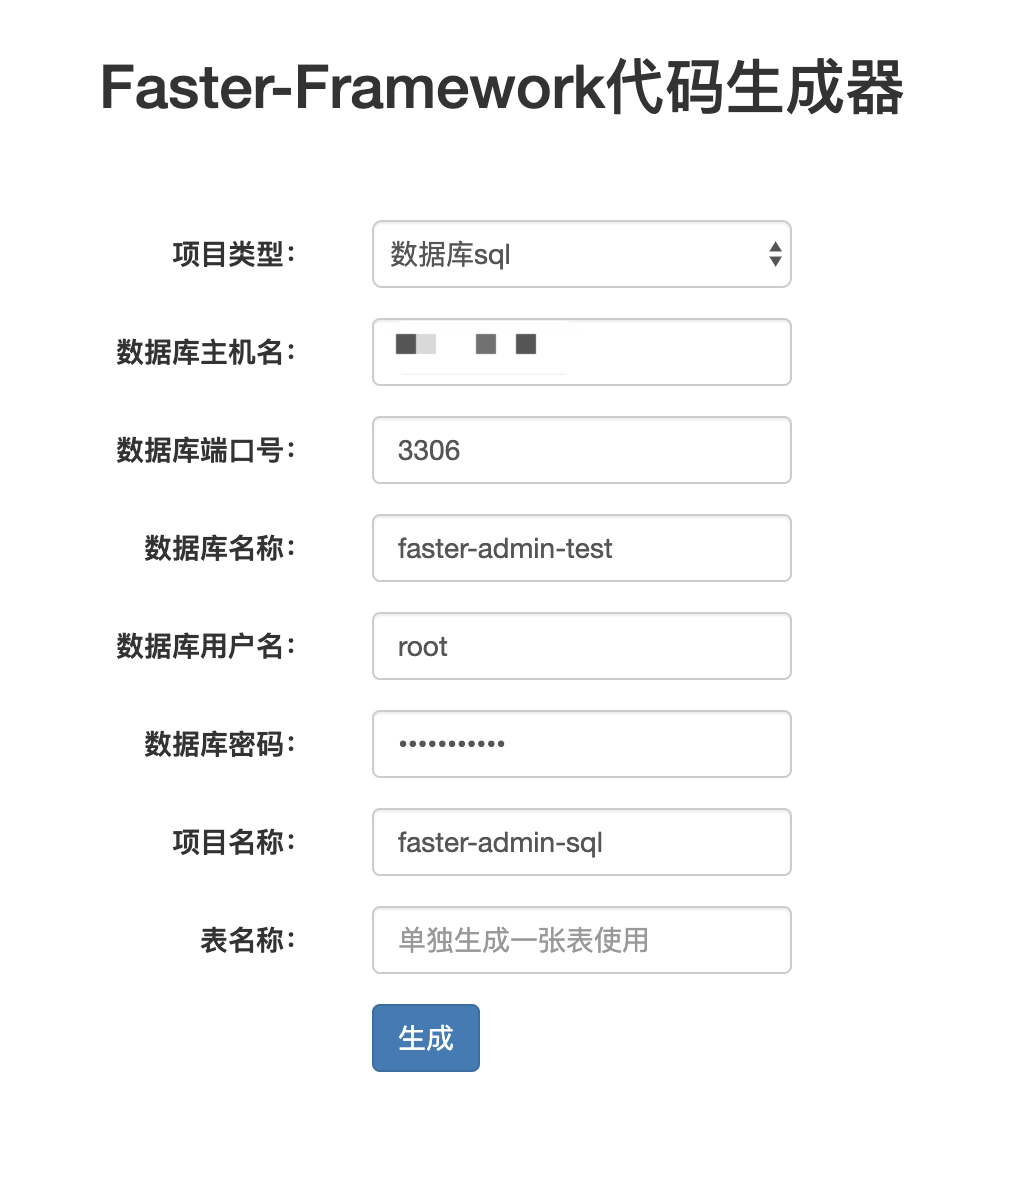 Faster-Framework代码生成器
项目类型： 数据库sql
数据库主机名：
数据库端口号： 3306
数据库名称： faster-admin-test
数据库用户名： root
数据库密码： •••••••••••
项目名称： faster-admin-sql
表名称： 单独生成一张表使用
生成